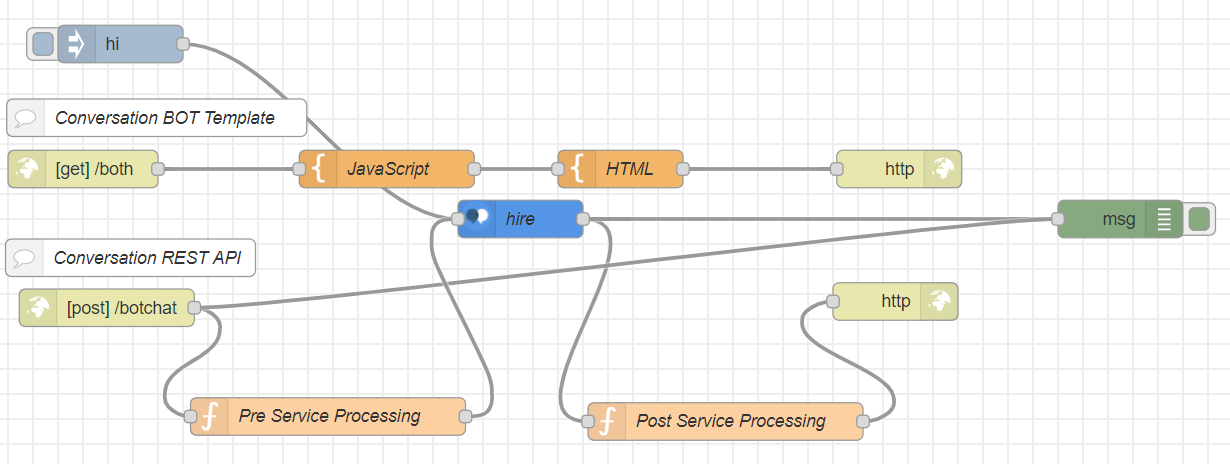 hi
Conversation BOT Template
[get] /both
JavaScript
HTML
http
hire
msg
Conversation REST API
[post] /botchat
http
Pre Service Processing
Post Service Processing